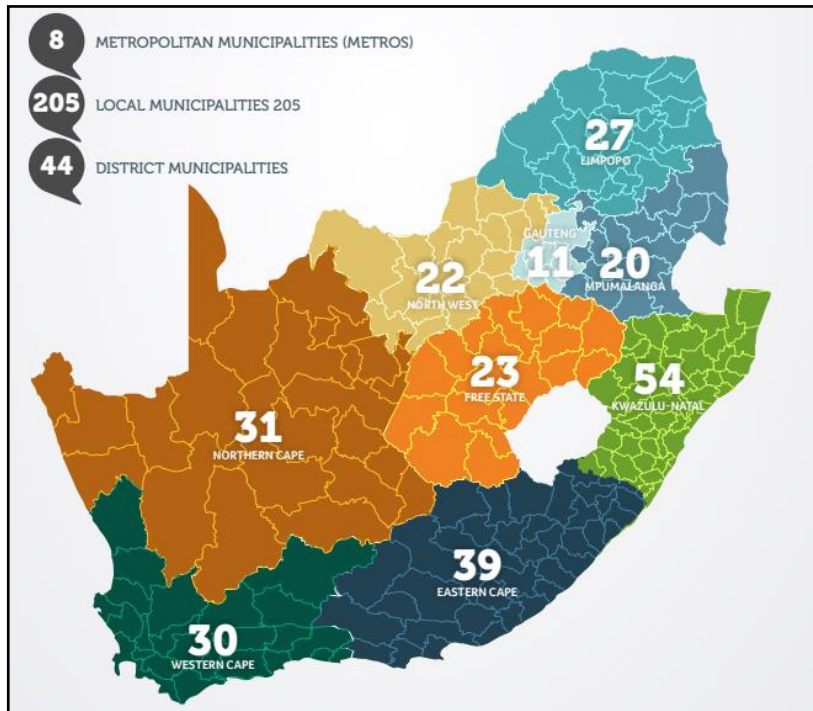 8
METROPOLITAN MUNICIPALITIES (METROS)
205
LOCAL MUNICIPALITIES 205
44
DISTRICT MUNICIPALITIES
27
LIMPOPO
GAUTENG
11
20
MPUMALANGA
22
NORTH WEST
23
FREE STATE
54
KWAZULU-NATAL
31
NORTHERN CAPE
39
EASTERN CAPE
30
WESTERN CAPE